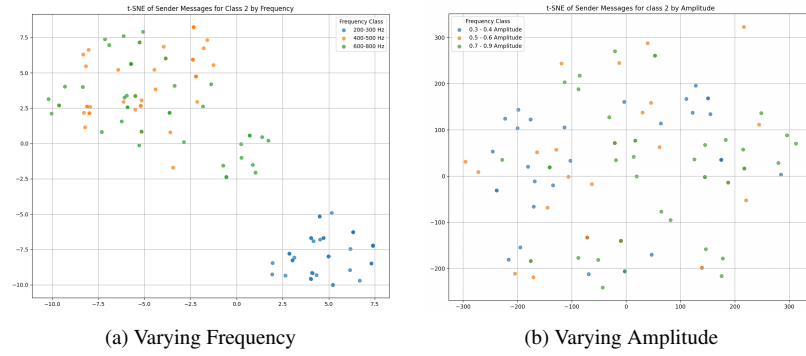 t-SNE of Sender Messages for Class 2 by Frequency
Frequency Class
200-300 Hz
400-500 Hz
600-800 Hz
7.5
5.0
2.5
0.0
−2.5
−5.0
−7.5
−10.0
−10.0 −7.5 −5.0 −2.5 0.0 2.5 5.0 7.5
(a) Varying Frequency
t-SNE of Sender Messages for class 2 by Amplitude
Frequency Class
0.3 - 0.4 Amplitude
0.5 - 0.6 Amplitude
0.7 - 0.9 Amplitude
300
200
100
0
−100
−200
−300 −200 −100 0 100 200 300
(b) Varying Amplitude